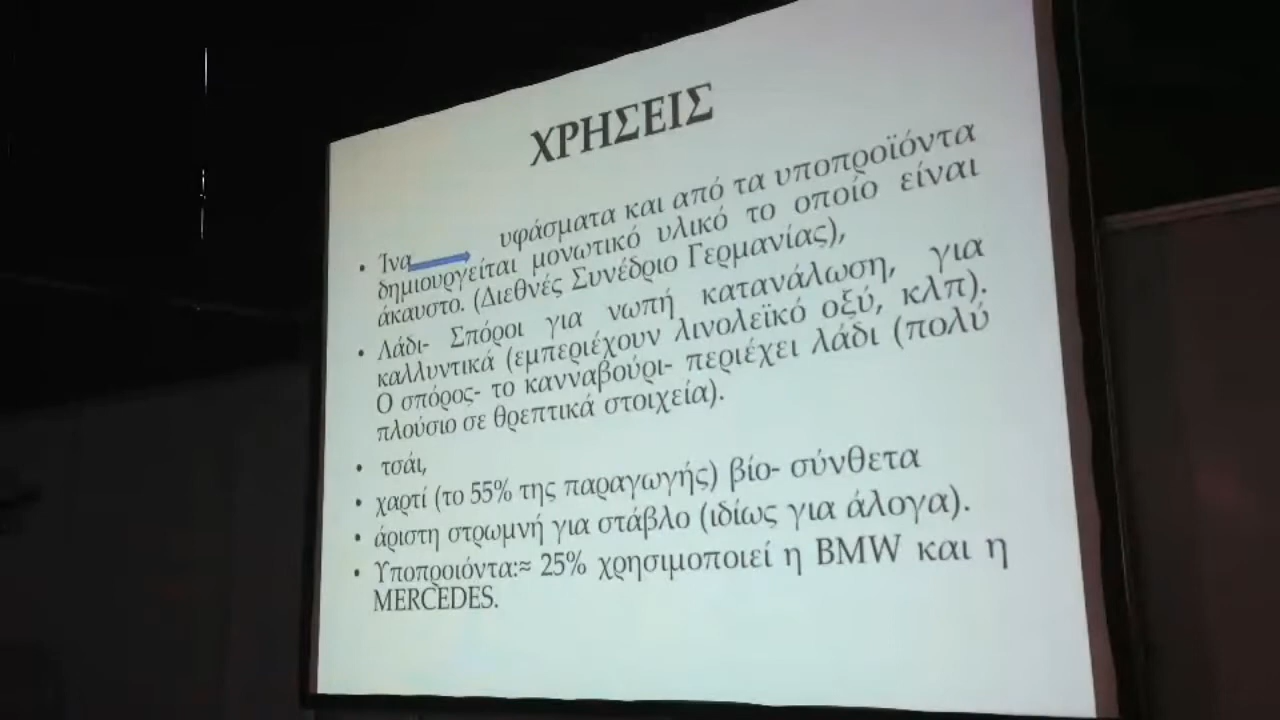 ΧΡΗΣΕΙΣ
• Ίνα υφάσματα και από τα υποπροϊόντα
δημιουργείται μονωτικό υλικό το οποίο είναι
άκαυστο. (Διεθνές Συνέδριο Γερμανίας),
• Λάδι- Σπόροι για νωπή κατανάλωση, για
καλλυντικά (εμπεριέχουν λινολεϊκό οξύ, κλπ).
Ο σπόρος- το κανναβούρι- περιέχει λάδι (πολύ
πλούσιο σε θρεπτικά στοιχεία).
• τσάι,
• χαρτί (το 55% της παραγωγής) βίο- σύνθετα
• άριστη στρωμνή για στάβλο (ιδίως για άλογα).
• Υποπροιόντα:≈ 25% χρησιμοποιεί η BMW και η
MERCEDES.